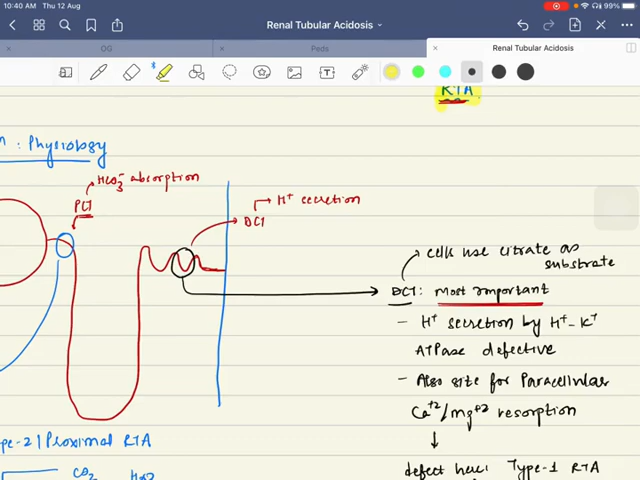 10:40 AM Thu 12 Aug
99%
Renal Tubular Acidosis
OG
Peds
Renal Tubular Acidosis
T
RTA
: Physiology
HCO3⁻ absorption
PCT
H⁺ secretion
DCT
cells use citrate as
substrate
DCT: most important
- H⁺ secretion by H⁺-K⁺
ATPase defective
- Also site for Paracellular
Ca⁺²/Mg⁺² resorption
↓
defect here: Type-1 RTA
ype-2 | Proximal RTA
CO2